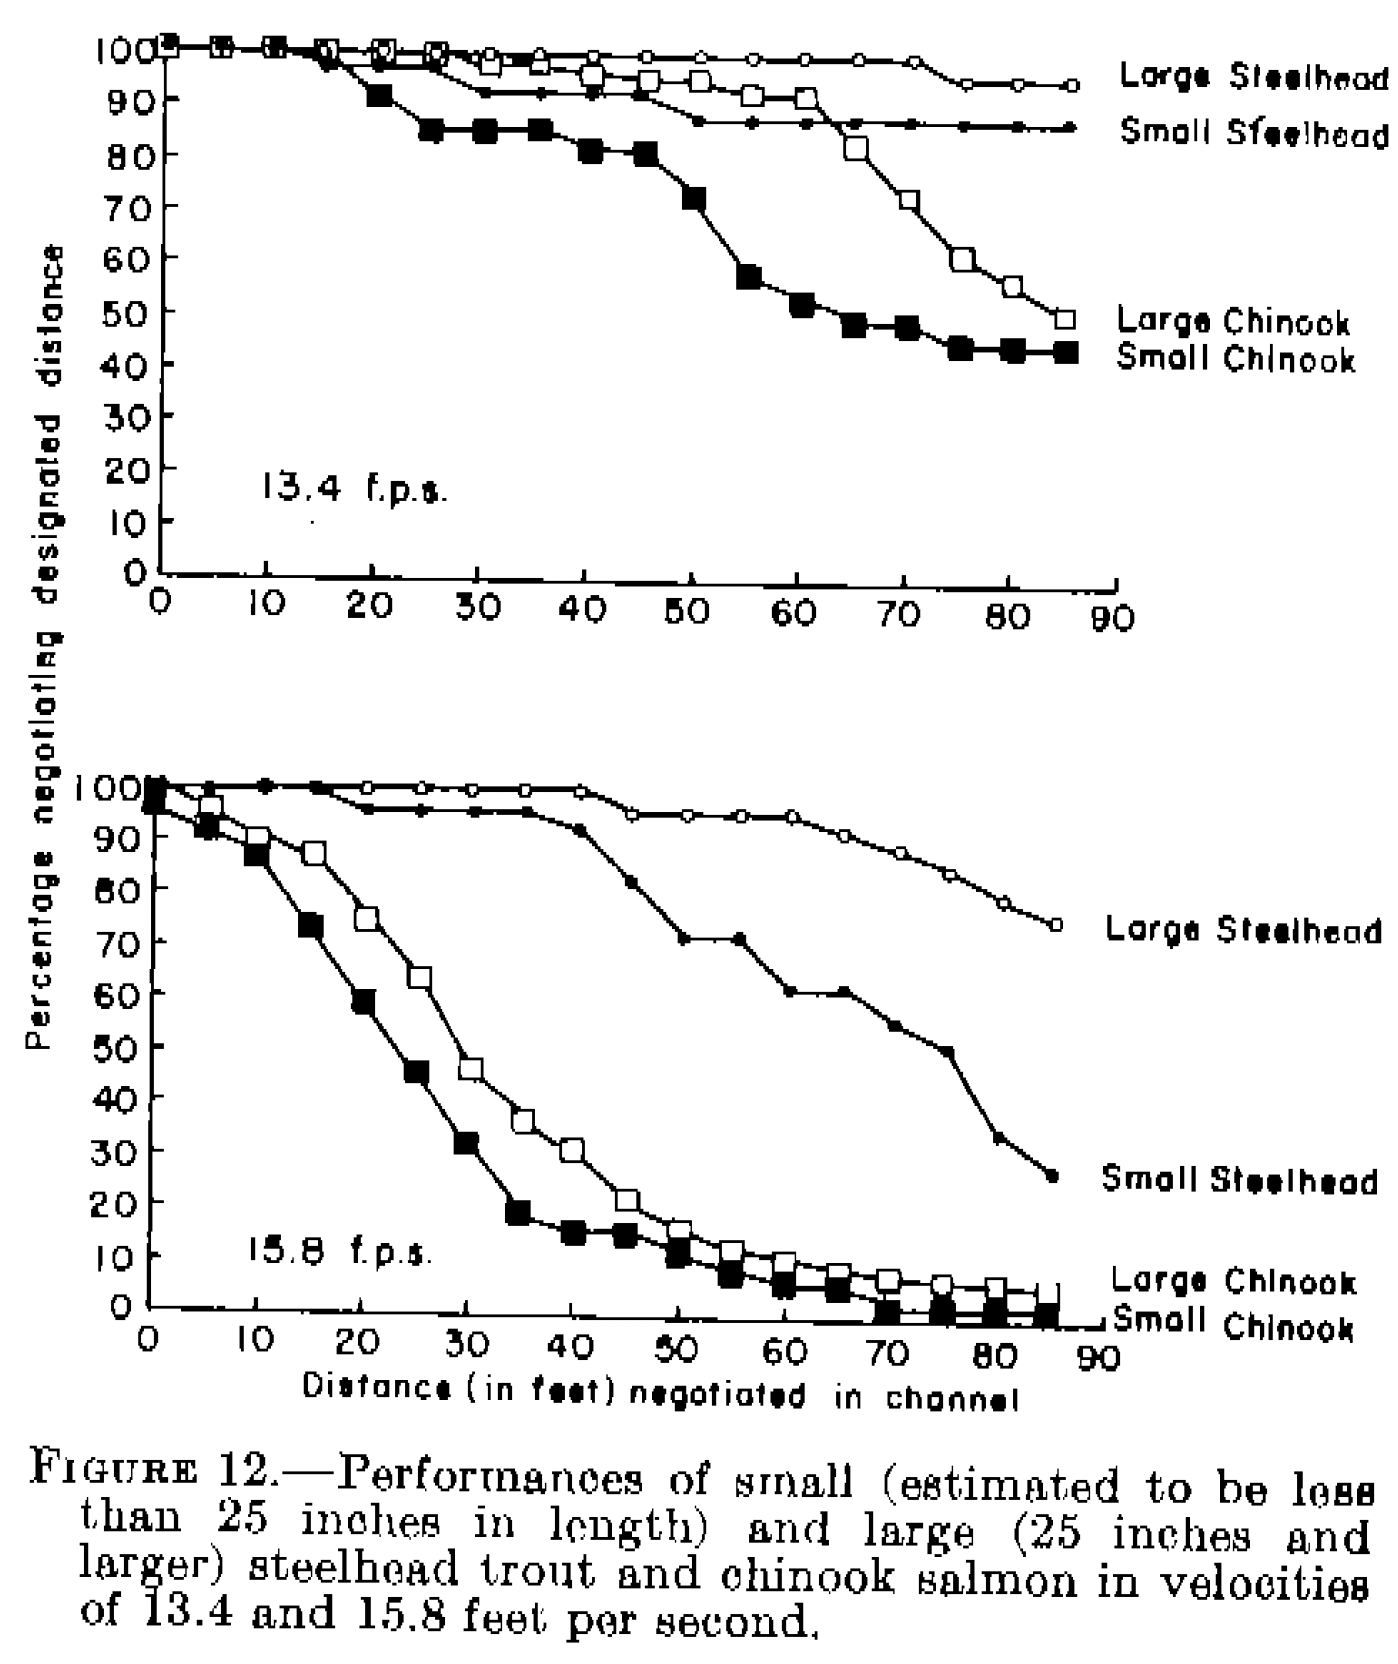 Percentage negotiating designated distance
100
90
80
70
60
50
40
30
20
10
0
0 10 20 30 40 50 60 70 80 90
13.4 f.p.s.
Large Steelhead
Small Steelhead
Large Chinook
Small Chinook
100
90
80
70
60
50
40
30
20
10
0
0 10 20 30 40 50 60 70 80 90
15.8 f.p.s.
Large Steelhead
Small Steelhead
Large Chinook
Small Chinook
Distance (in feet) negotiated in channel
FIGURE 12.—Performances of small (estimated to be less
than 25 inches in length) and large (25 inches and
larger) steelhead trout and chinook salmon in velocities
of 13.4 and 15.8 feet per second.